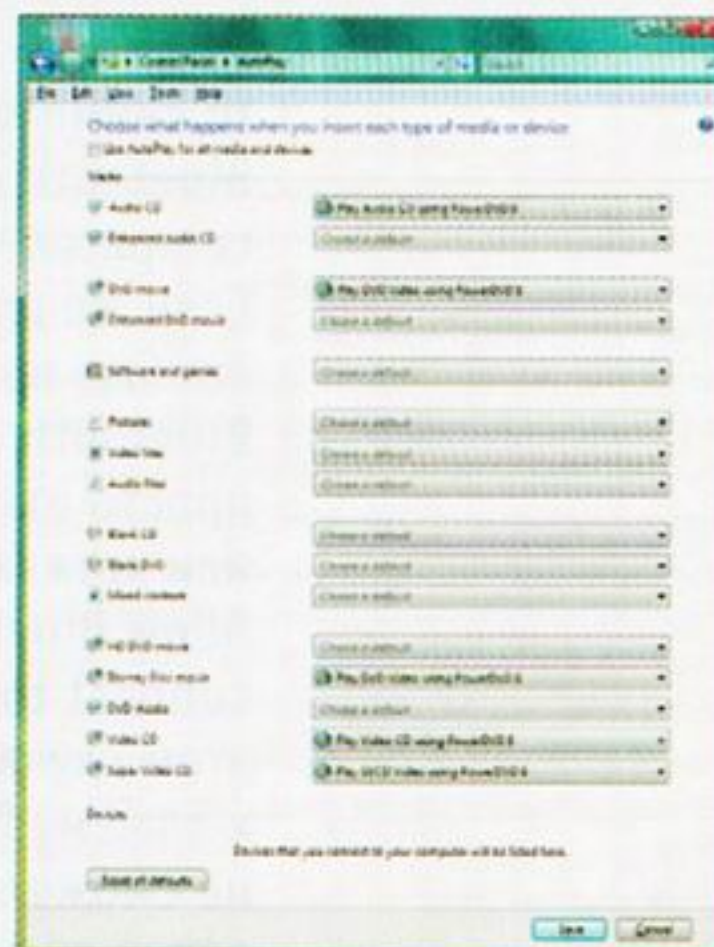 Control Panel ▸ AutoPlay
File Edit View Tools Help
Choose what happens when you insert each type of media or device
Use AutoPlay for all media and devices
Media
Audio CD Play Audio CD using PowerDVD 8
Enhanced audio CD Choose a default
DVD movie Play DVD Video using PowerDVD 8
Enhanced DVD movie Choose a default
Software and games Choose a default
Pictures Choose a default
Video files Choose a default
Audio files Choose a default
Blank CD Choose a default
Blank DVD Choose a default
Mixed content Choose a default
HD DVD movie Choose a default
Blu-ray Disc movie Play DVD Video using PowerDVD 8
DVD-Audio Choose a default
Video CD Play Video CD using PowerDVD 8
Super Video CD Play SVCD Video using PowerDVD 8
Devices
Devices that you connect to your computer will be listed here.
Reset all defaults
Save Cancel